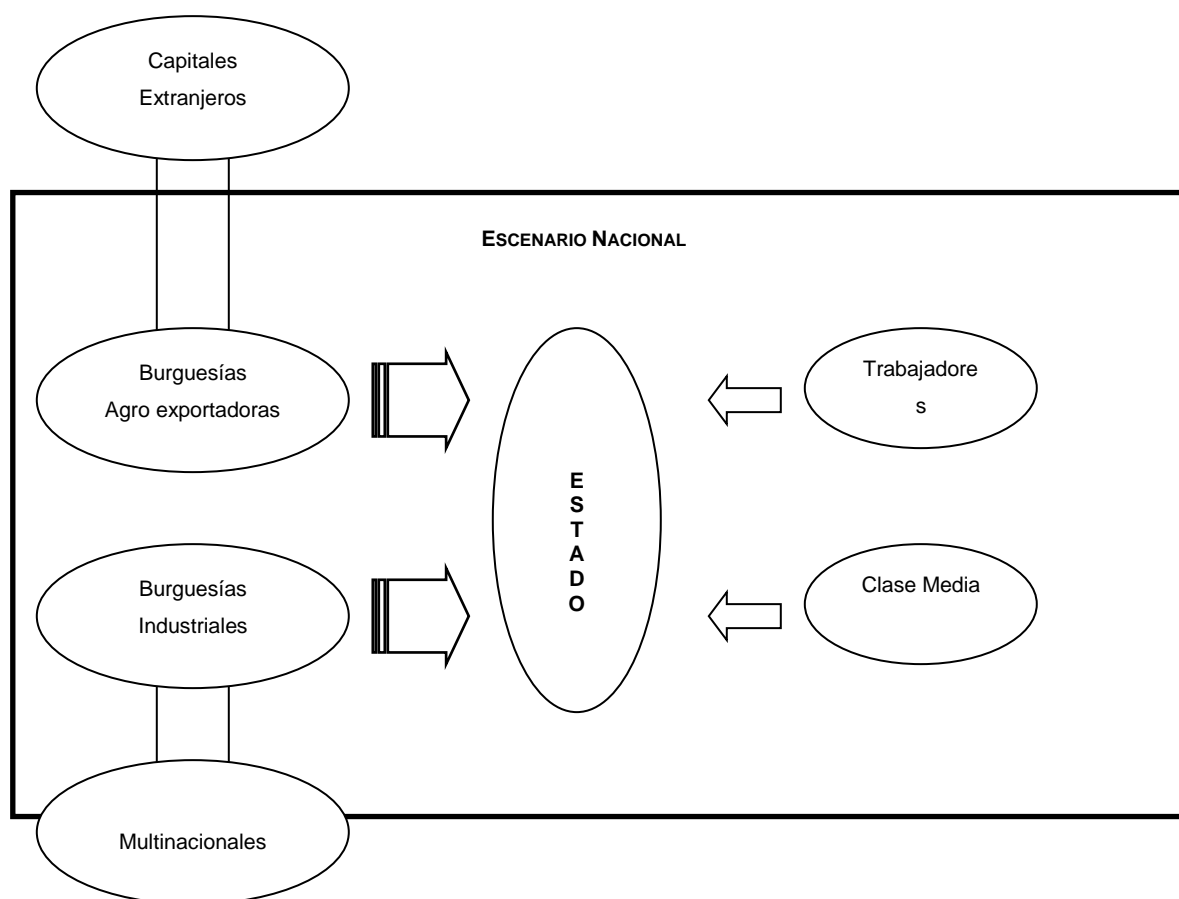 Capitales
Extranjeros
ESCENARIO NACIONAL
Burguesías
Agro exportadoras
Trabajadore
s
E
S
T
A
D
O
Burguesías
Industriales
Clase Media
Multinacionales